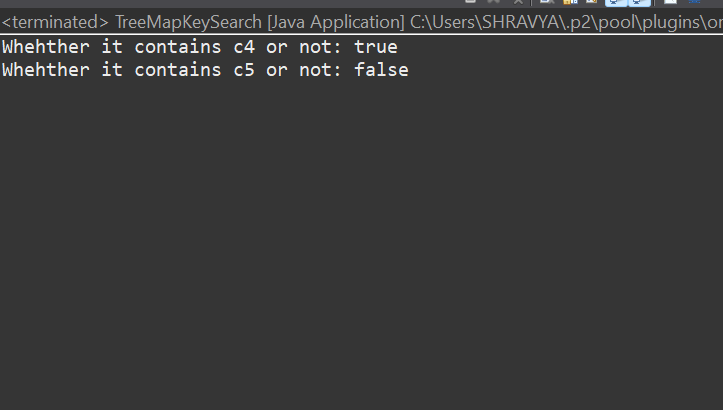 <terminated> TreeMapKeySearch [Java Application] C:\Users\SHRAVYA\.p2\pool\plugins\or
Whehther it contains c4 or not: true
Whehther it contains c5 or not: false